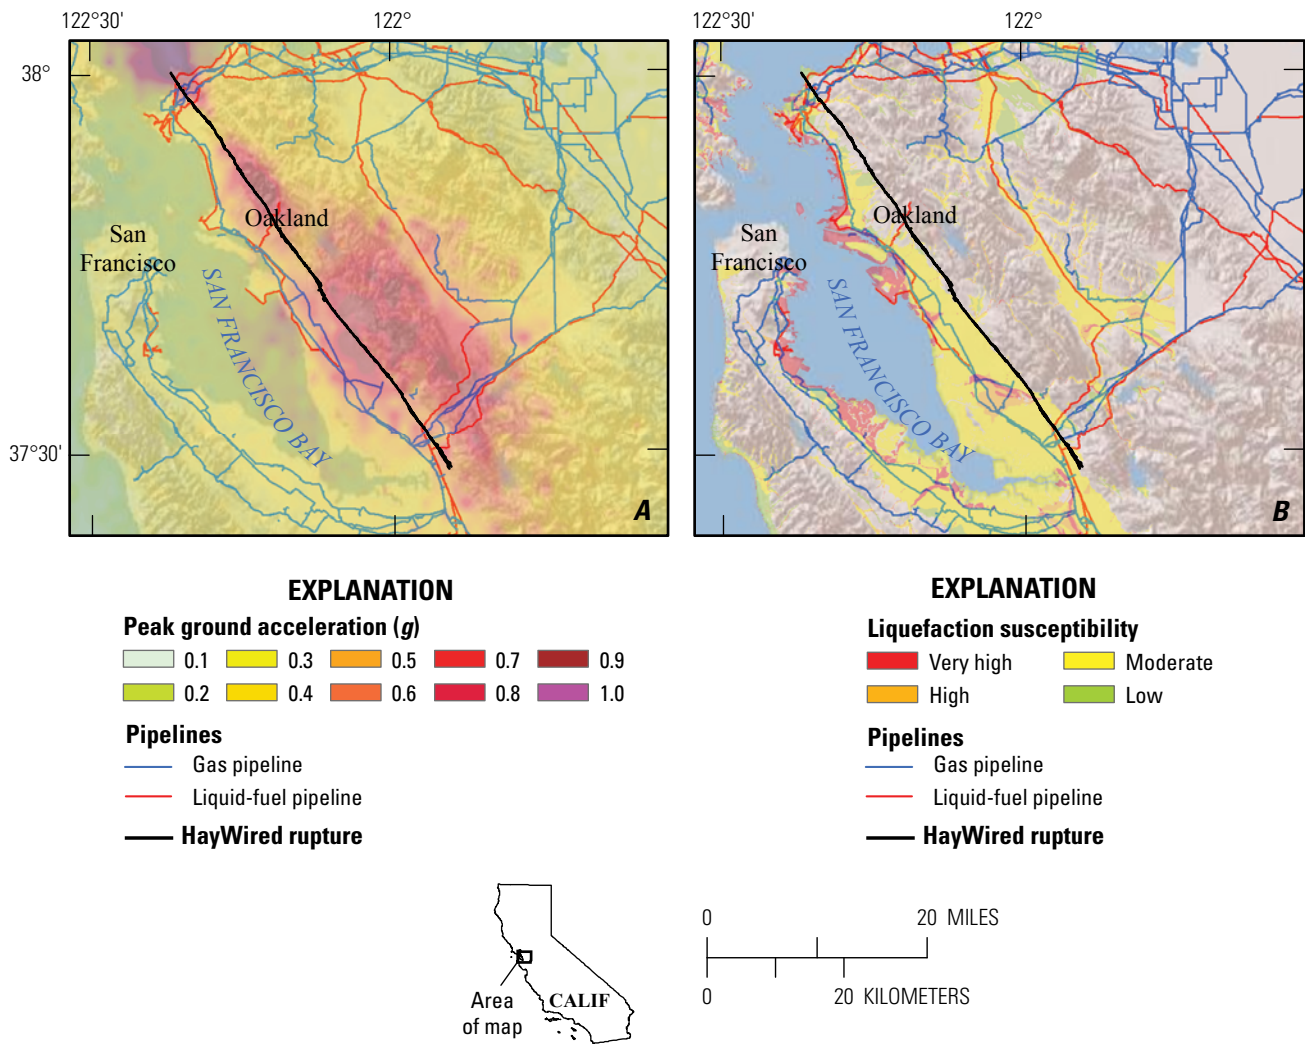 122°30'
122°
122°30'
122°
38°
37°30'
San
Francisco
Oakland
SAN FRANCISCO BAY
A
San
Francisco
Oakland
SAN FRANCISCO BAY
B
EXPLANATION
Peak ground acceleration (g)
0.1 0.3 0.5 0.7 0.9
0.2 0.4 0.6 0.8 1.0
Pipelines
Gas pipeline
Liquid-fuel pipeline
HayWired rupture
EXPLANATION
Liquefaction susceptibility
Very high Moderate
High Low
Pipelines
Gas pipeline
Liquid-fuel pipeline
HayWired rupture
Area
of map
CALIF
0 20 MILES
0 20 KILOMETERS